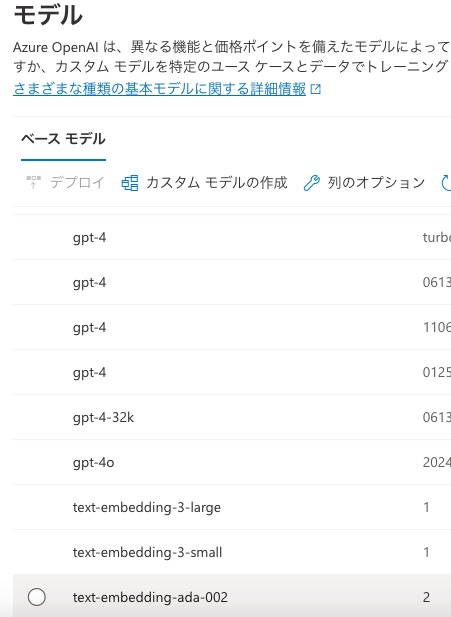 モデル
Azure OpenAI は、異なる機能と価格ポイントを備えたモデルによって
すか、カスタム モデルを特定のユース ケースとデータでトレーニング
さまざまな種類の基本モデルに関する詳細情報
ベース モデル
デプロイ カスタム モデルの作成 列のオプション
gpt-4 turbo
gpt-4 0613
gpt-4 1106
gpt-4 0125
gpt-4-32k 0613
gpt-4o 2024
text-embedding-3-large 1
text-embedding-3-small 1
text-embedding-ada-002 2